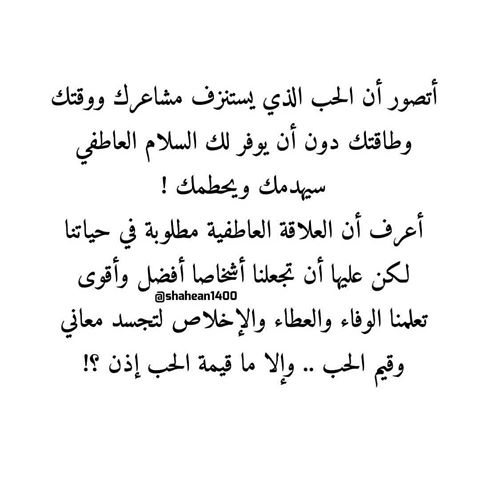 أتصور أن الحب الذي يستنزف مشاعرك ووقتك
وطاقتك دون أن يوفر لك السلام العاطفي
سيهدمك ويحطمك !
أعرف أن العلاقة العاطفية مطلوبة في حياتنا
لكن عليها أن تجعلنا أشخاصا أفضل وأقوى
@shahean1400
تعلمنا الوفاء والعطاء والإخلاص لتجسد معاني
وقيم الحب .. وإلا ما قيمة الحب إذن ؟!